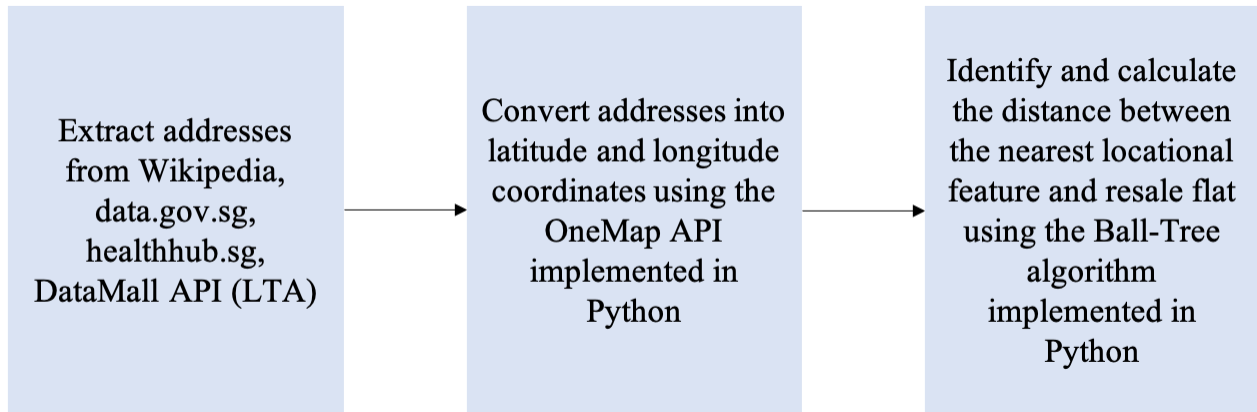 Extract addresses
from Wikipedia,
data.gov.sg,
healthhub.sg,
DataMall API (LTA)
Convert addresses into
latitude and longitude
coordinates using the
OneMap API
implemented in
Python
Identify and calculate
the distance between
the nearest locational
feature and resale flat
using the Ball-Tree
algorithm
implemented in
Python